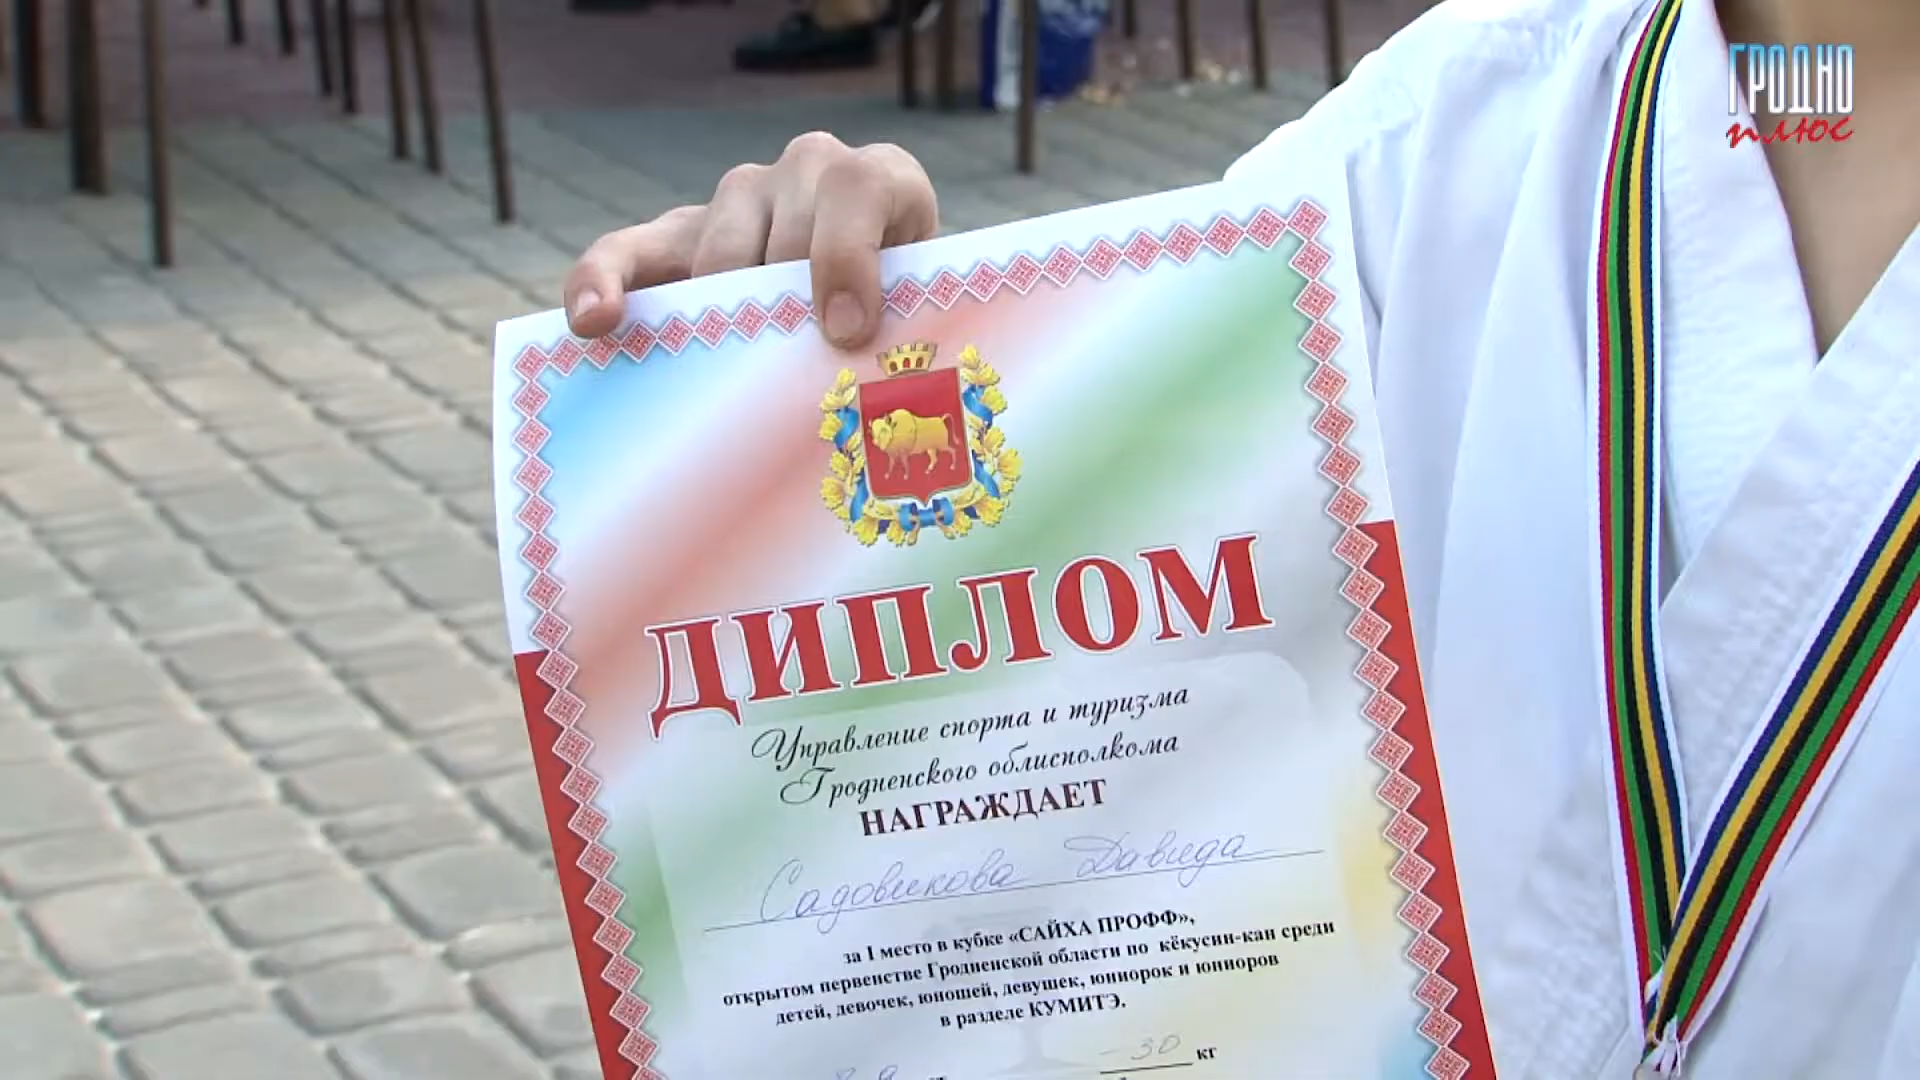 ГРОДНО
плюс
ДИПЛОМ
Управление спорта и туризма
Гродненского облисполкома
НАГРАЖДАЕТ
Садовикова Давида
за I место в кубке «САЙХА ПРОФФ»,
открытом первенстве Гродненской области по кёкусин-кан среди
детей, девочек, юношей, девушек, юниорок и юниоров
в разделе КУМИТЭ.
-30 кг